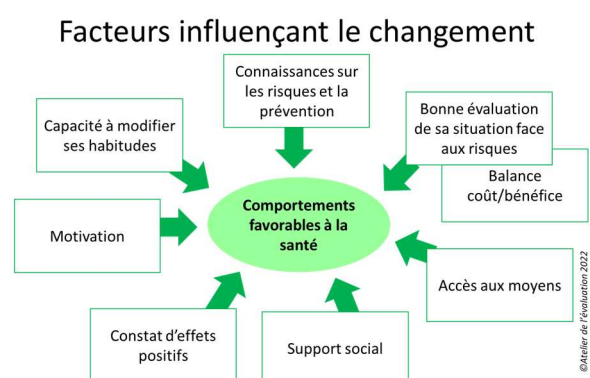 Facteurs influençant le changement
Connaissances sur
les risques et la
prévention
Capacité à modifier
ses habitudes
Bonne évaluation
de sa situation face
aux risques
Balance
coût/bénéfice
Comportements
favorables à la
santé
Motivation
Accès aux moyens
Constat d'effets
positifs
Support social
©Atelier de l'évaluation 2022